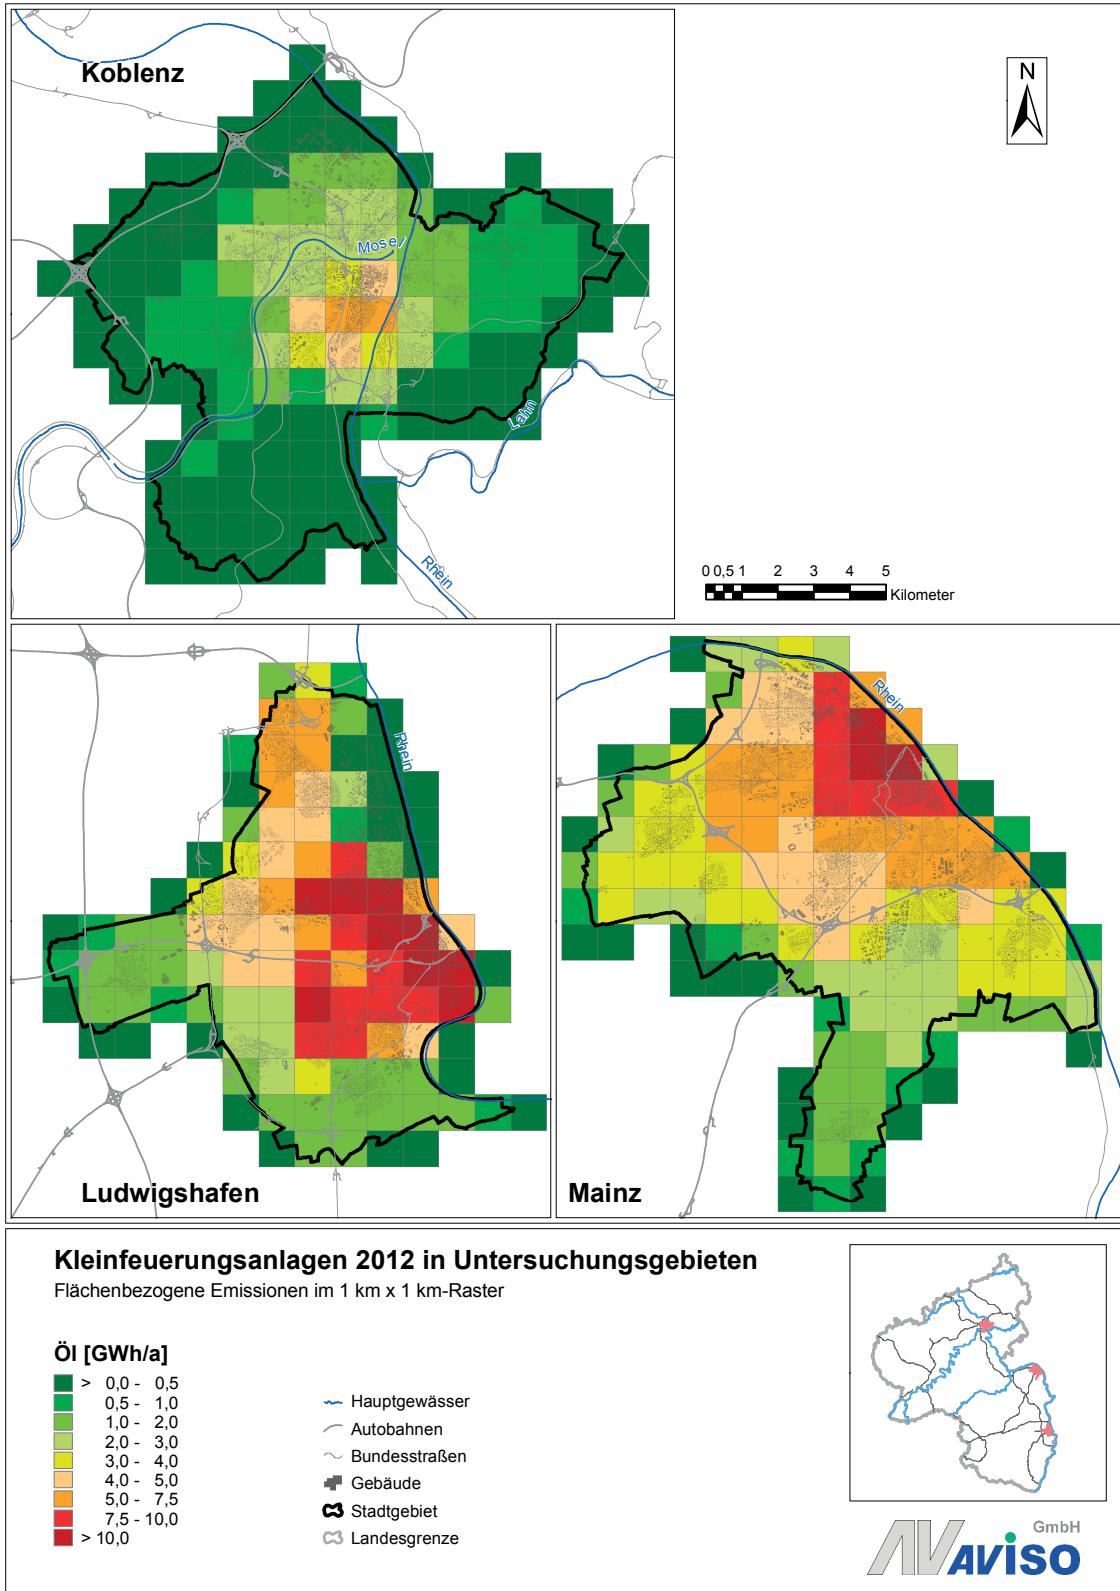 Koblenz
N
Mosel
Lahn
Rhein
0 0,5 1 2 3 4 5
Kilometer
Rhein
Ludwigshafen
Rhein
Mainz
Kleinfeuerungsanlagen 2012 in Untersuchungsgebieten
Flächenbezogene Emissionen im 1 km x 1 km-Raster
Öl [GWh/a]
> 0,0 - 0,5
0,5 - 1,0
1,0 - 2,0
2,0 - 3,0
3,0 - 4,0
4,0 - 5,0
5,0 - 7,5
7,5 - 10,0
> 10,0
Hauptgewässer
Autobahnen
Bundesstraßen
Gebäude
Stadtgebiet
Landesgrenze
GmbH
AVISO